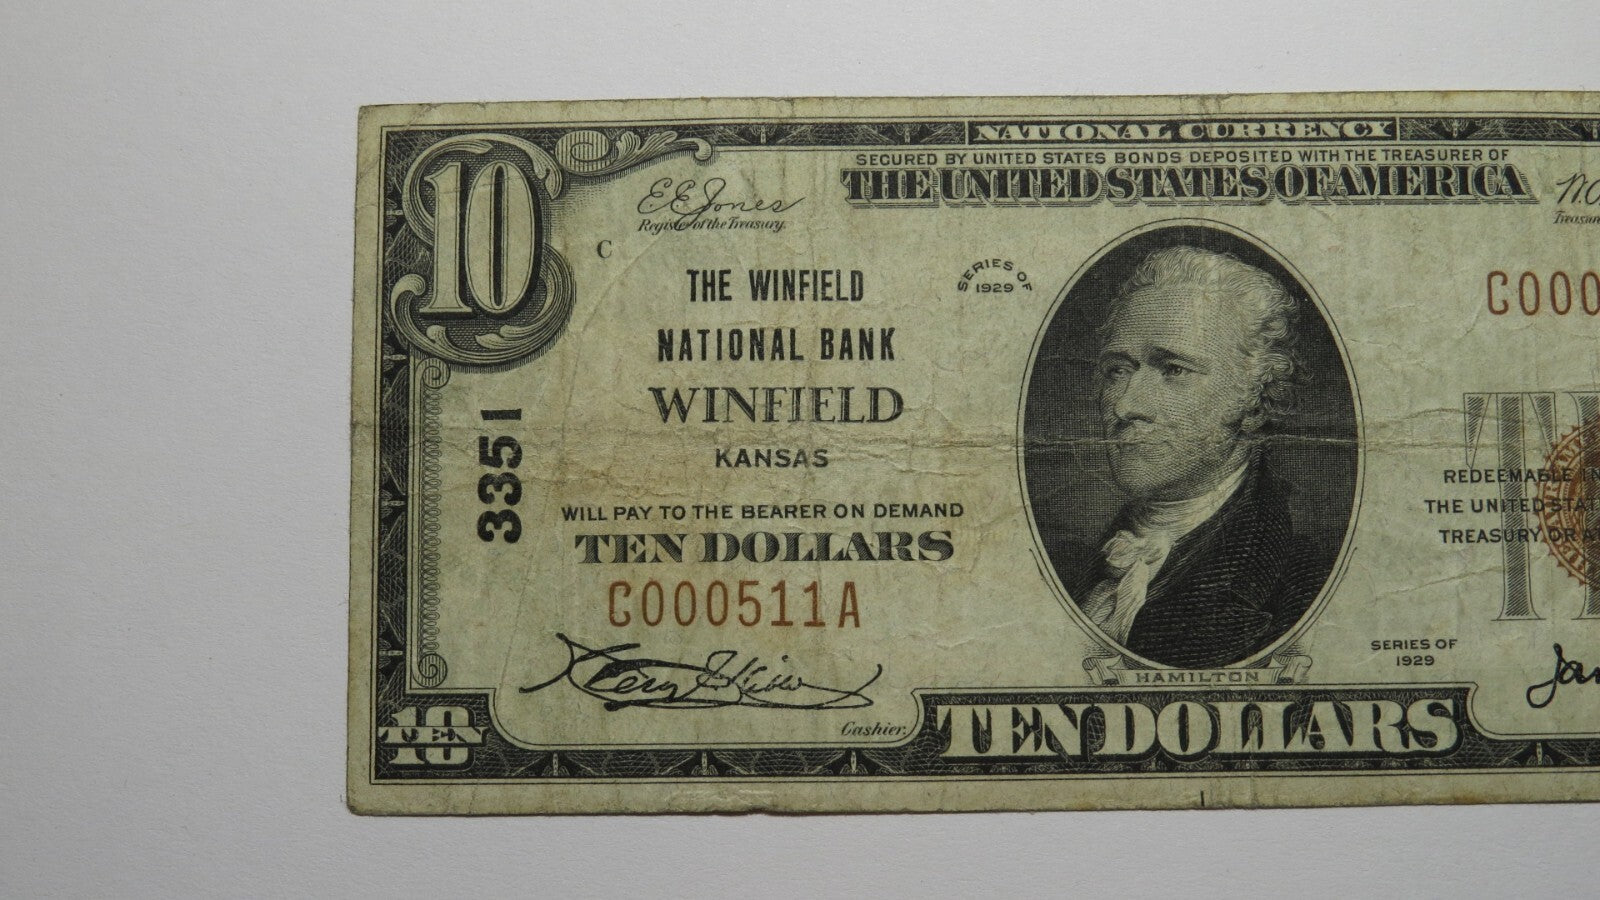 NATIONAL CURRENCY
SECURED BY UNITED STATES BONDS DEPOSITED WITH THE TREASURER OF
THE UNITED STATES OF AMERICA
10
E.E. Jones
Register of the Treasury.
C
SERIES OF
1929
THE WINFIELD
NATIONAL BANK
WINFIELD
KANSAS
3351
WILL PAY TO THE BEARER ON DEMAND
TEN DOLLARS
C000511A
Cashier.
10
TEN
HAMILTON
TEN DOLLARS
C000
REDEEMABLE IN
THE UNITED STAT
TREASURY OR A
SERIES OF
1929